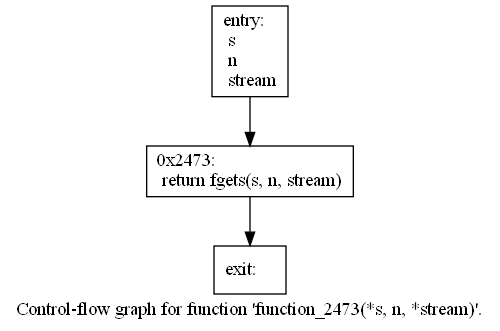 entry:
s
n
stream
0x2473:
return fgets(s, n, stream)
exit:
Control-flow graph for function 'function_2473(*s, n, *stream)'.